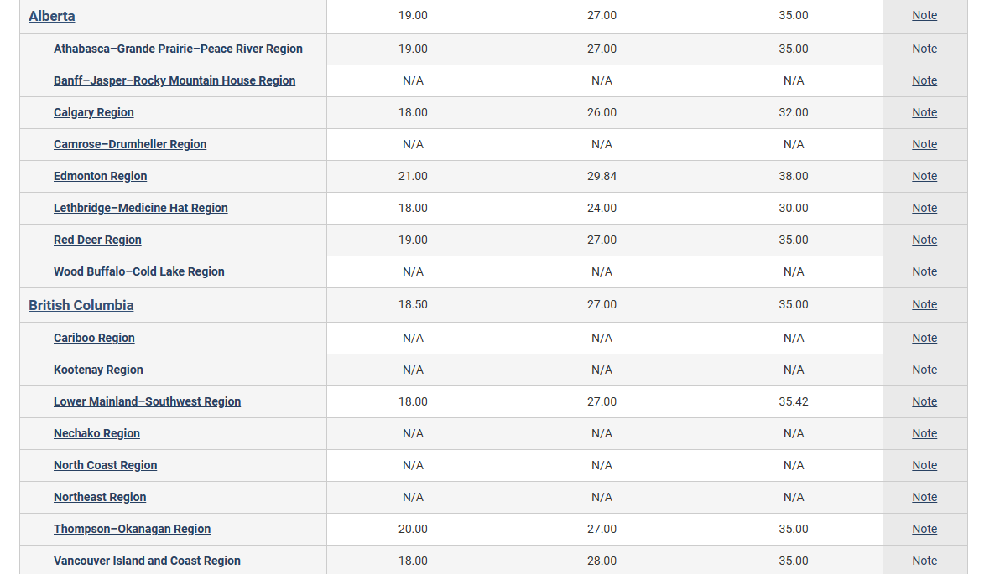 Alberta 19.00 27.00 35.00 Note
Athabasca–Grande Prairie–Peace River Region 19.00 27.00 35.00 Note
Banff–Jasper–Rocky Mountain House Region N/A N/A N/A Note
Calgary Region 18.00 26.00 32.00 Note
Camrose–Drumheller Region N/A N/A N/A Note
Edmonton Region 21.00 29.84 38.00 Note
Lethbridge–Medicine Hat Region 18.00 24.00 30.00 Note
Red Deer Region 19.00 27.00 35.00 Note
Wood Buffalo–Cold Lake Region N/A N/A N/A Note
British Columbia 18.50 27.00 35.00 Note
Cariboo Region N/A N/A N/A Note
Kootenay Region N/A N/A N/A Note
Lower Mainland–Southwest Region 18.00 27.00 35.42 Note
Nechako Region N/A N/A N/A Note
North Coast Region N/A N/A N/A Note
Northeast Region N/A N/A N/A Note
Thompson–Okanagan Region 20.00 27.00 35.00 Note
Vancouver Island and Coast Region 18.00 28.00 35.00 Note